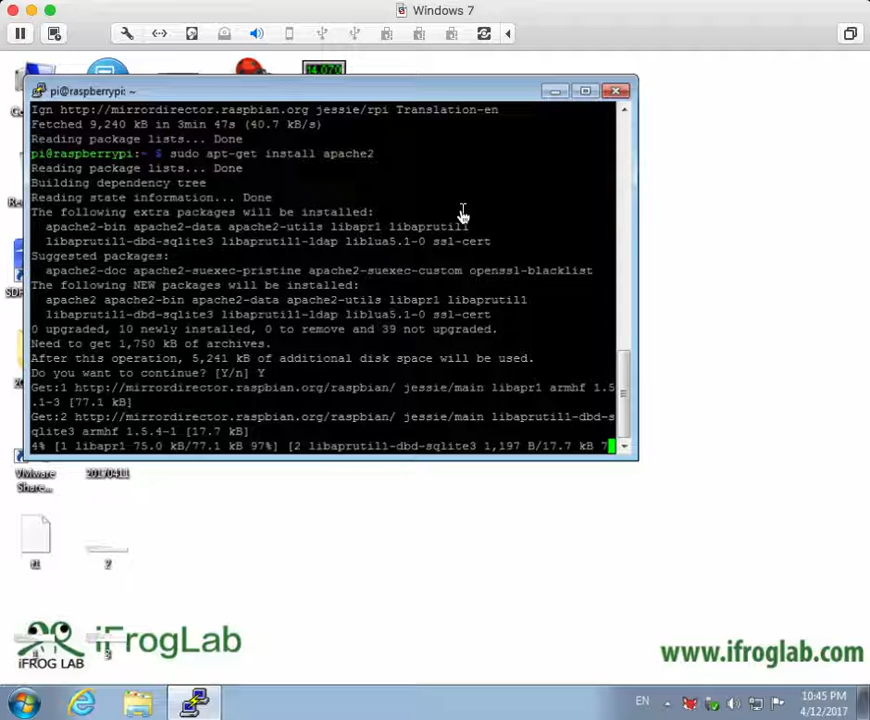 Windows 7
14.070
pi@raspberrypi: ~
Ign http://mirrordirector.raspbian.org jessie/rpi Translation-en
Fetched 9,240 kB in 3min 47s (40.7 kB/s)
Reading package lists... Done
pi@raspberrypi:~ $ sudo apt-get install apache2
Reading package lists... Done
Building dependency tree
Reading state information... Done
The following extra packages will be installed:
apache2-bin apache2-data apache2-utils libapr1 libaprutil1
libaprutil1-dbd-sqlite3 libaprutil1-ldap liblua5.1-0 ssl-cert
Suggested packages:
apache2-doc apache2-suexec-pristine apache2-suexec-custom openssl-blacklist
The following NEW packages will be installed:
apache2 apache2-bin apache2-data apache2-utils libapr1 libaprutil1
libaprutil1-dbd-sqlite3 libaprutil1-ldap liblua5.1-0 ssl-cert
0 upgraded, 10 newly installed, 0 to remove and 39 not upgraded.
Need to get 1,750 kB of archives.
After this operation, 5,241 kB of additional disk space will be used.
Do you want to continue? [Y/n] Y
Get:1 http://mirrordirector.raspbian.org/raspbian/ jessie/main libapr1 armhf 1.5
.1-3 [77.1 kB]
Get:2 http://mirrordirector.raspbian.org/raspbian/ jessie/main libaprutil1-dbd-s
qlite3 armhf 1.5.4-1 [17.7 kB]
4% [1 libapr1 75.0 kB/77.1 kB 97%] [2 libaprutil1-dbd-sqlite3 1,197 B/17.7 kB 7
VMware
Share...
20170411
iFrogLab
iFROG LAB
www.ifroglab.com
EN
10:45 PM
4/12/2017